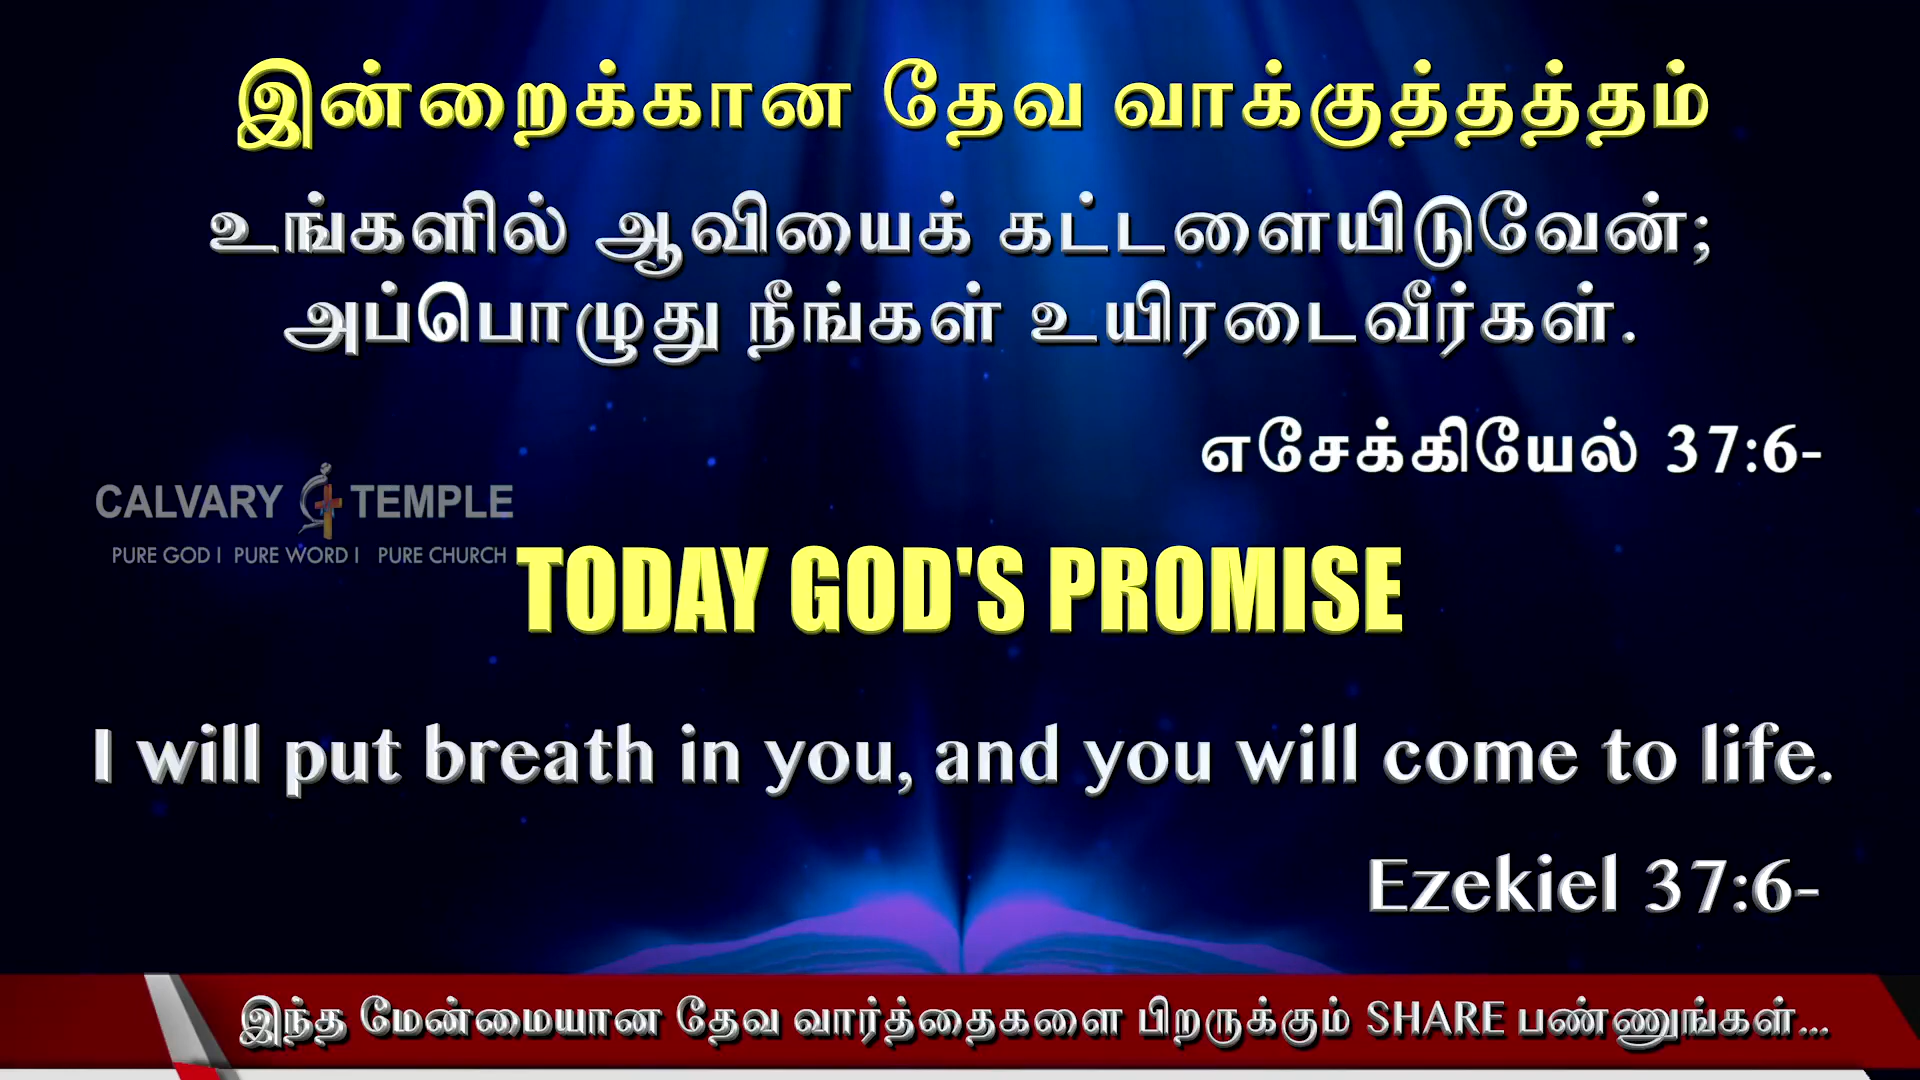 இன்றைக்கான தேவ வாக்குத்தத்தம்
உங்களில் ஆவியைக் கட்டளையிடுவேன்;
அப்பொழுது நீங்கள் உயிரடைவீர்கள்.
எசேக்கியேல் 37:6-
CALVARY TEMPLE
PURE GOD I PURE WORD I PURE CHURCH
TODAY GOD'S PROMISE
I will put breath in you, and you will come to life.
Ezekiel 37:6-
இந்த மேன்மையான தேவ வார்த்தைகளை பிறருக்கும் SHARE பண்ணுங்கள்...